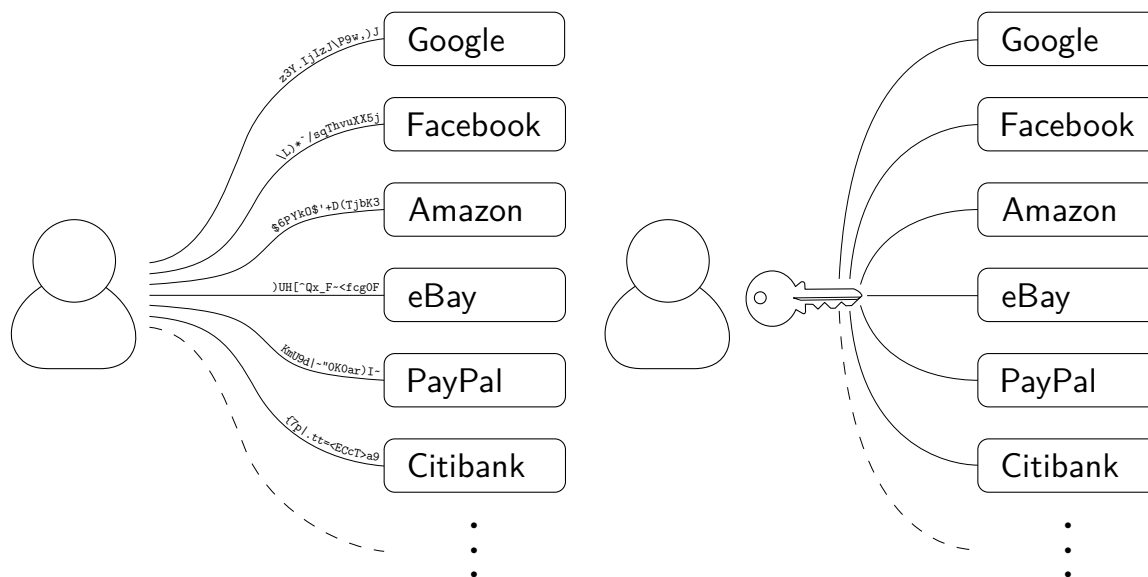 z3Y.IjIzJ\P9w,)J
Google
\L)*~/sqThvuXX5j
Facebook
$6PYkO$'+D(TjbK3
Amazon
)UH[^Qx_F~<fcgOF
eBay
KmU9d|~"OKOar)I~
PayPal
{7p|.tt=<ECcT>a9
Citibank
Google
Facebook
Amazon
eBay
PayPal
Citibank